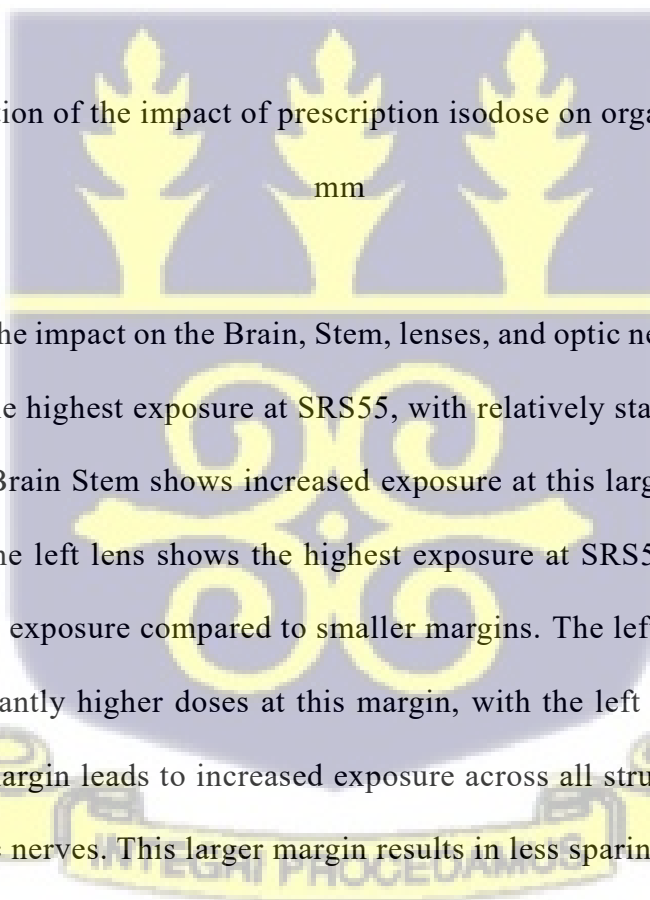 tion of the impact of prescription isodose on orga
mm
he impact on the Brain, Stem, lenses, and optic ne
e highest exposure at SRS55, with relatively sta
Brain Stem shows increased exposure at this larg
he left lens shows the highest exposure at SRS5
exposure compared to smaller margins. The lef
antly higher doses at this margin, with the left
argin leads to increased exposure across all stru
nerves. This larger margin results in less sparin
INTEGRI PROCEDAMUS